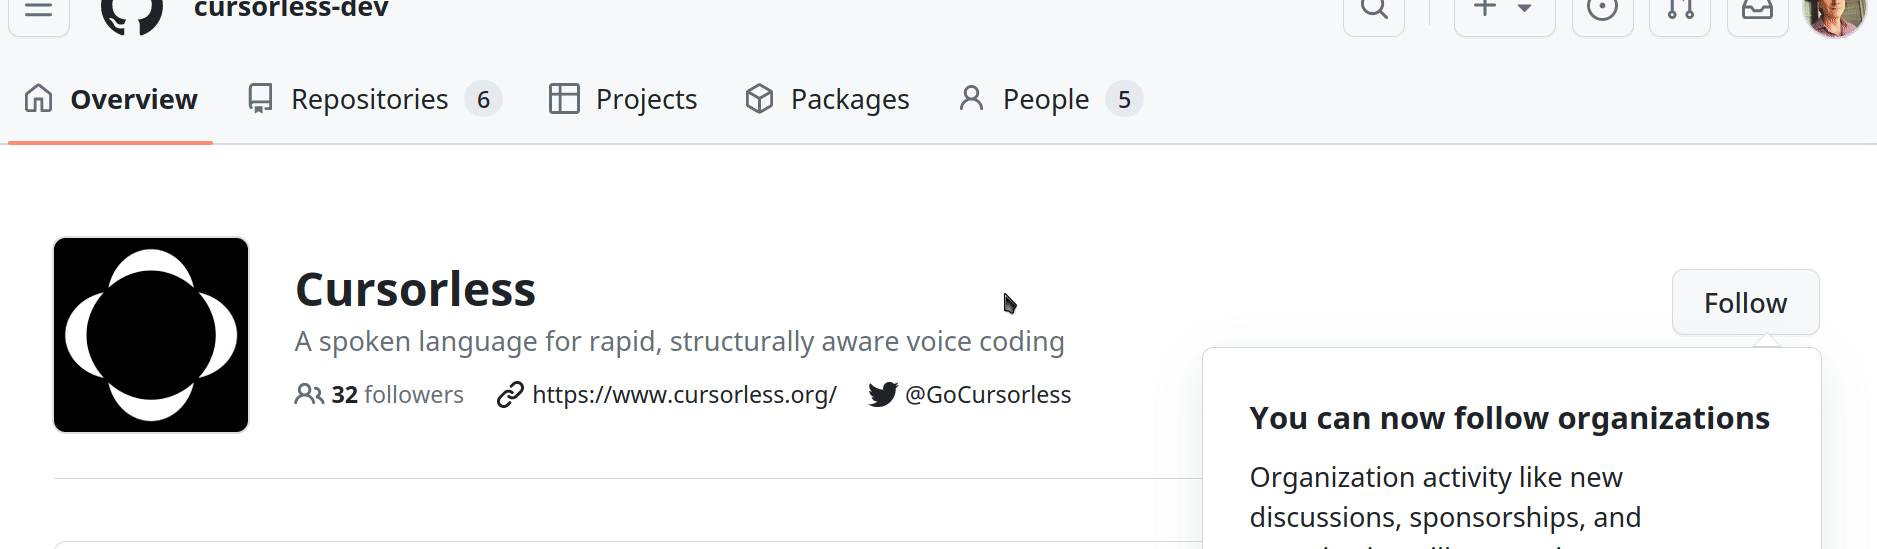 cursorless-dev
Overview Repositories 6 Projects Packages People 5
Cursorless
A spoken language for rapid, structurally aware voice coding
32 followers https://www.cursorless.org/ @GoCursorless
Follow
You can now follow organizations
Organization activity like new
discussions, sponsorships, and